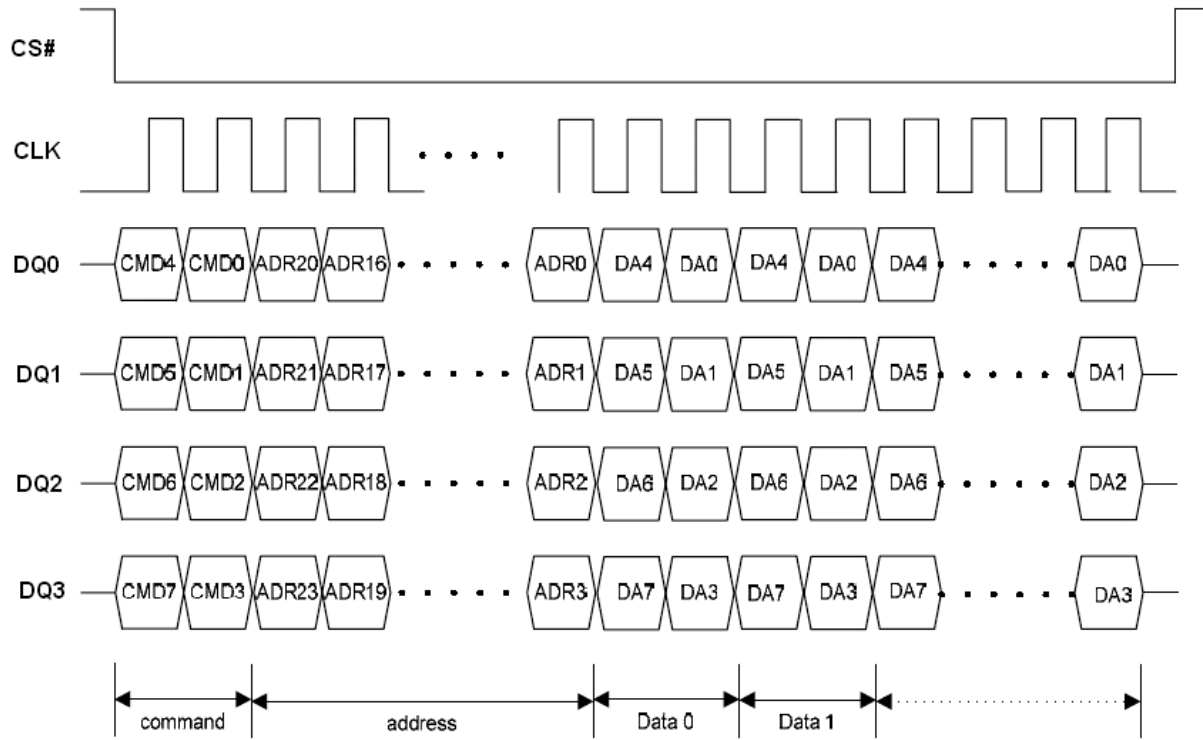 CS#
CLK
DQ0 CMD4 CMD0 ADR20 ADR16 ADR0 DA4 DA0 DA4 DA0 DA4 DA0
DQ1 CMD5 CMD1 ADR21 ADR17 ADR1 DA5 DA1 DA5 DA1 DA5 DA1
DQ2 CMD6 CMD2 ADR22 ADR18 ADR2 DA6 DA2 DA6 DA2 DA6 DA2
DQ3 CMD7 CMD3 ADR23 ADR19 ADR3 DA7 DA3 DA7 DA3 DA7 DA3
command address Data 0 Data 1